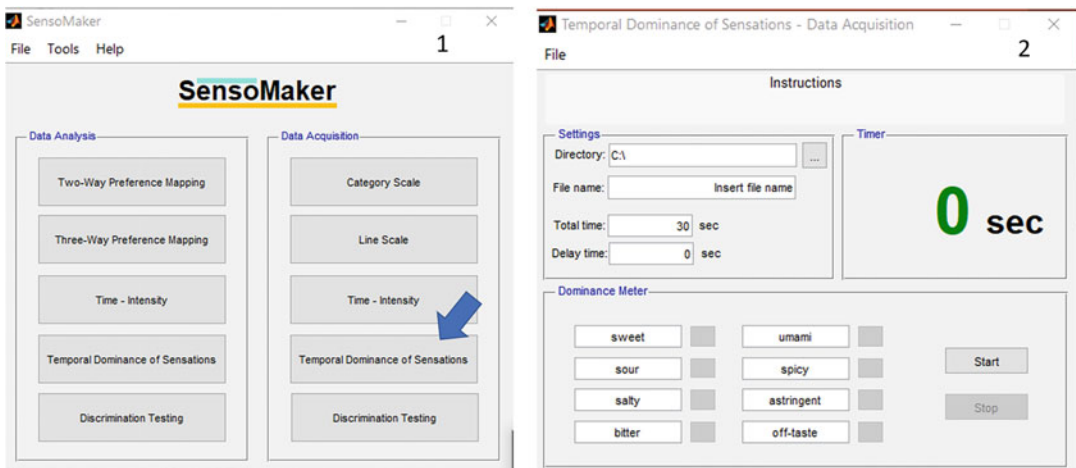 SensoMaker
1
File Tools Help
SensoMaker
Data Analysis
Two-Way Preference Mapping
Three-Way Preference Mapping
Time - Intensity
Temporal Dominance of Sensations
Discrimination Testing
Data Acquisition
Category Scale
Line Scale
Time - Intensity
Temporal Dominance of Sensations
Discrimination Testing
Temporal Dominance of Sensations - Data Acquisition
2
File
Instructions
Settings
Directory: C:\ ...
File name: Insert file name
Total time: 30 sec
Delay time: 0 sec
Timer
0 sec
Dominance Meter
sweet umami
sour spicy
salty astringent
bitter off-taste
Start
Stop